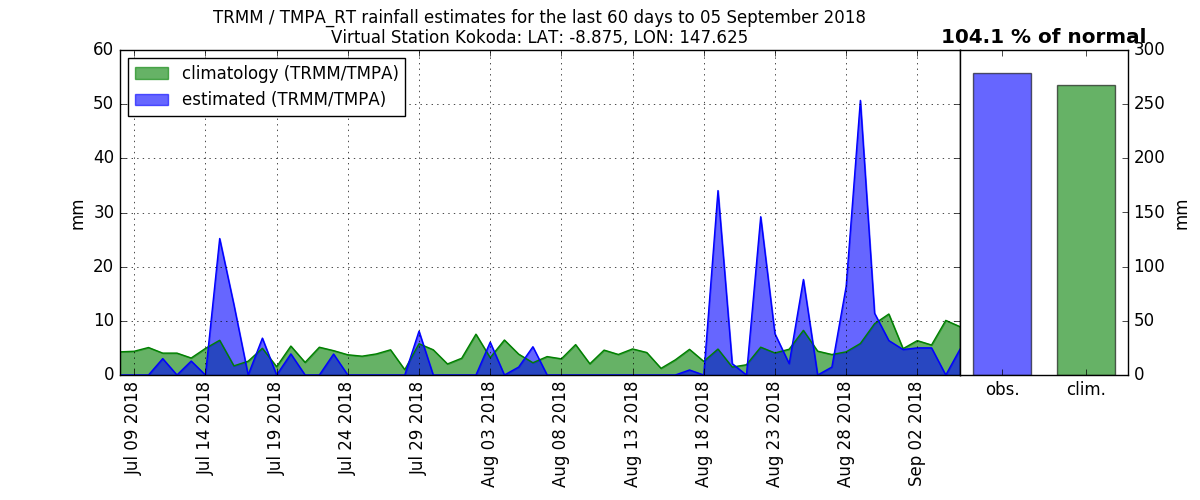 TRMM / TMPA_RT rainfall estimates for the last 60 days to 05 September 2018
Virtual Station Kokoda: LAT: -8.875, LON: 147.625
104.1 % of normal
climatology (TRMM/TMPA)
estimated (TRMM/TMPA)
60
50
40
30
20
10
0
mm
Jul 09 2018
Jul 14 2018
Jul 19 2018
Jul 24 2018
Jul 29 2018
Aug 03 2018
Aug 08 2018
Aug 13 2018
Aug 18 2018
Aug 23 2018
Aug 28 2018
Sep 02 2018
300
250
200
150
100
50
0
mm
obs.
clim.